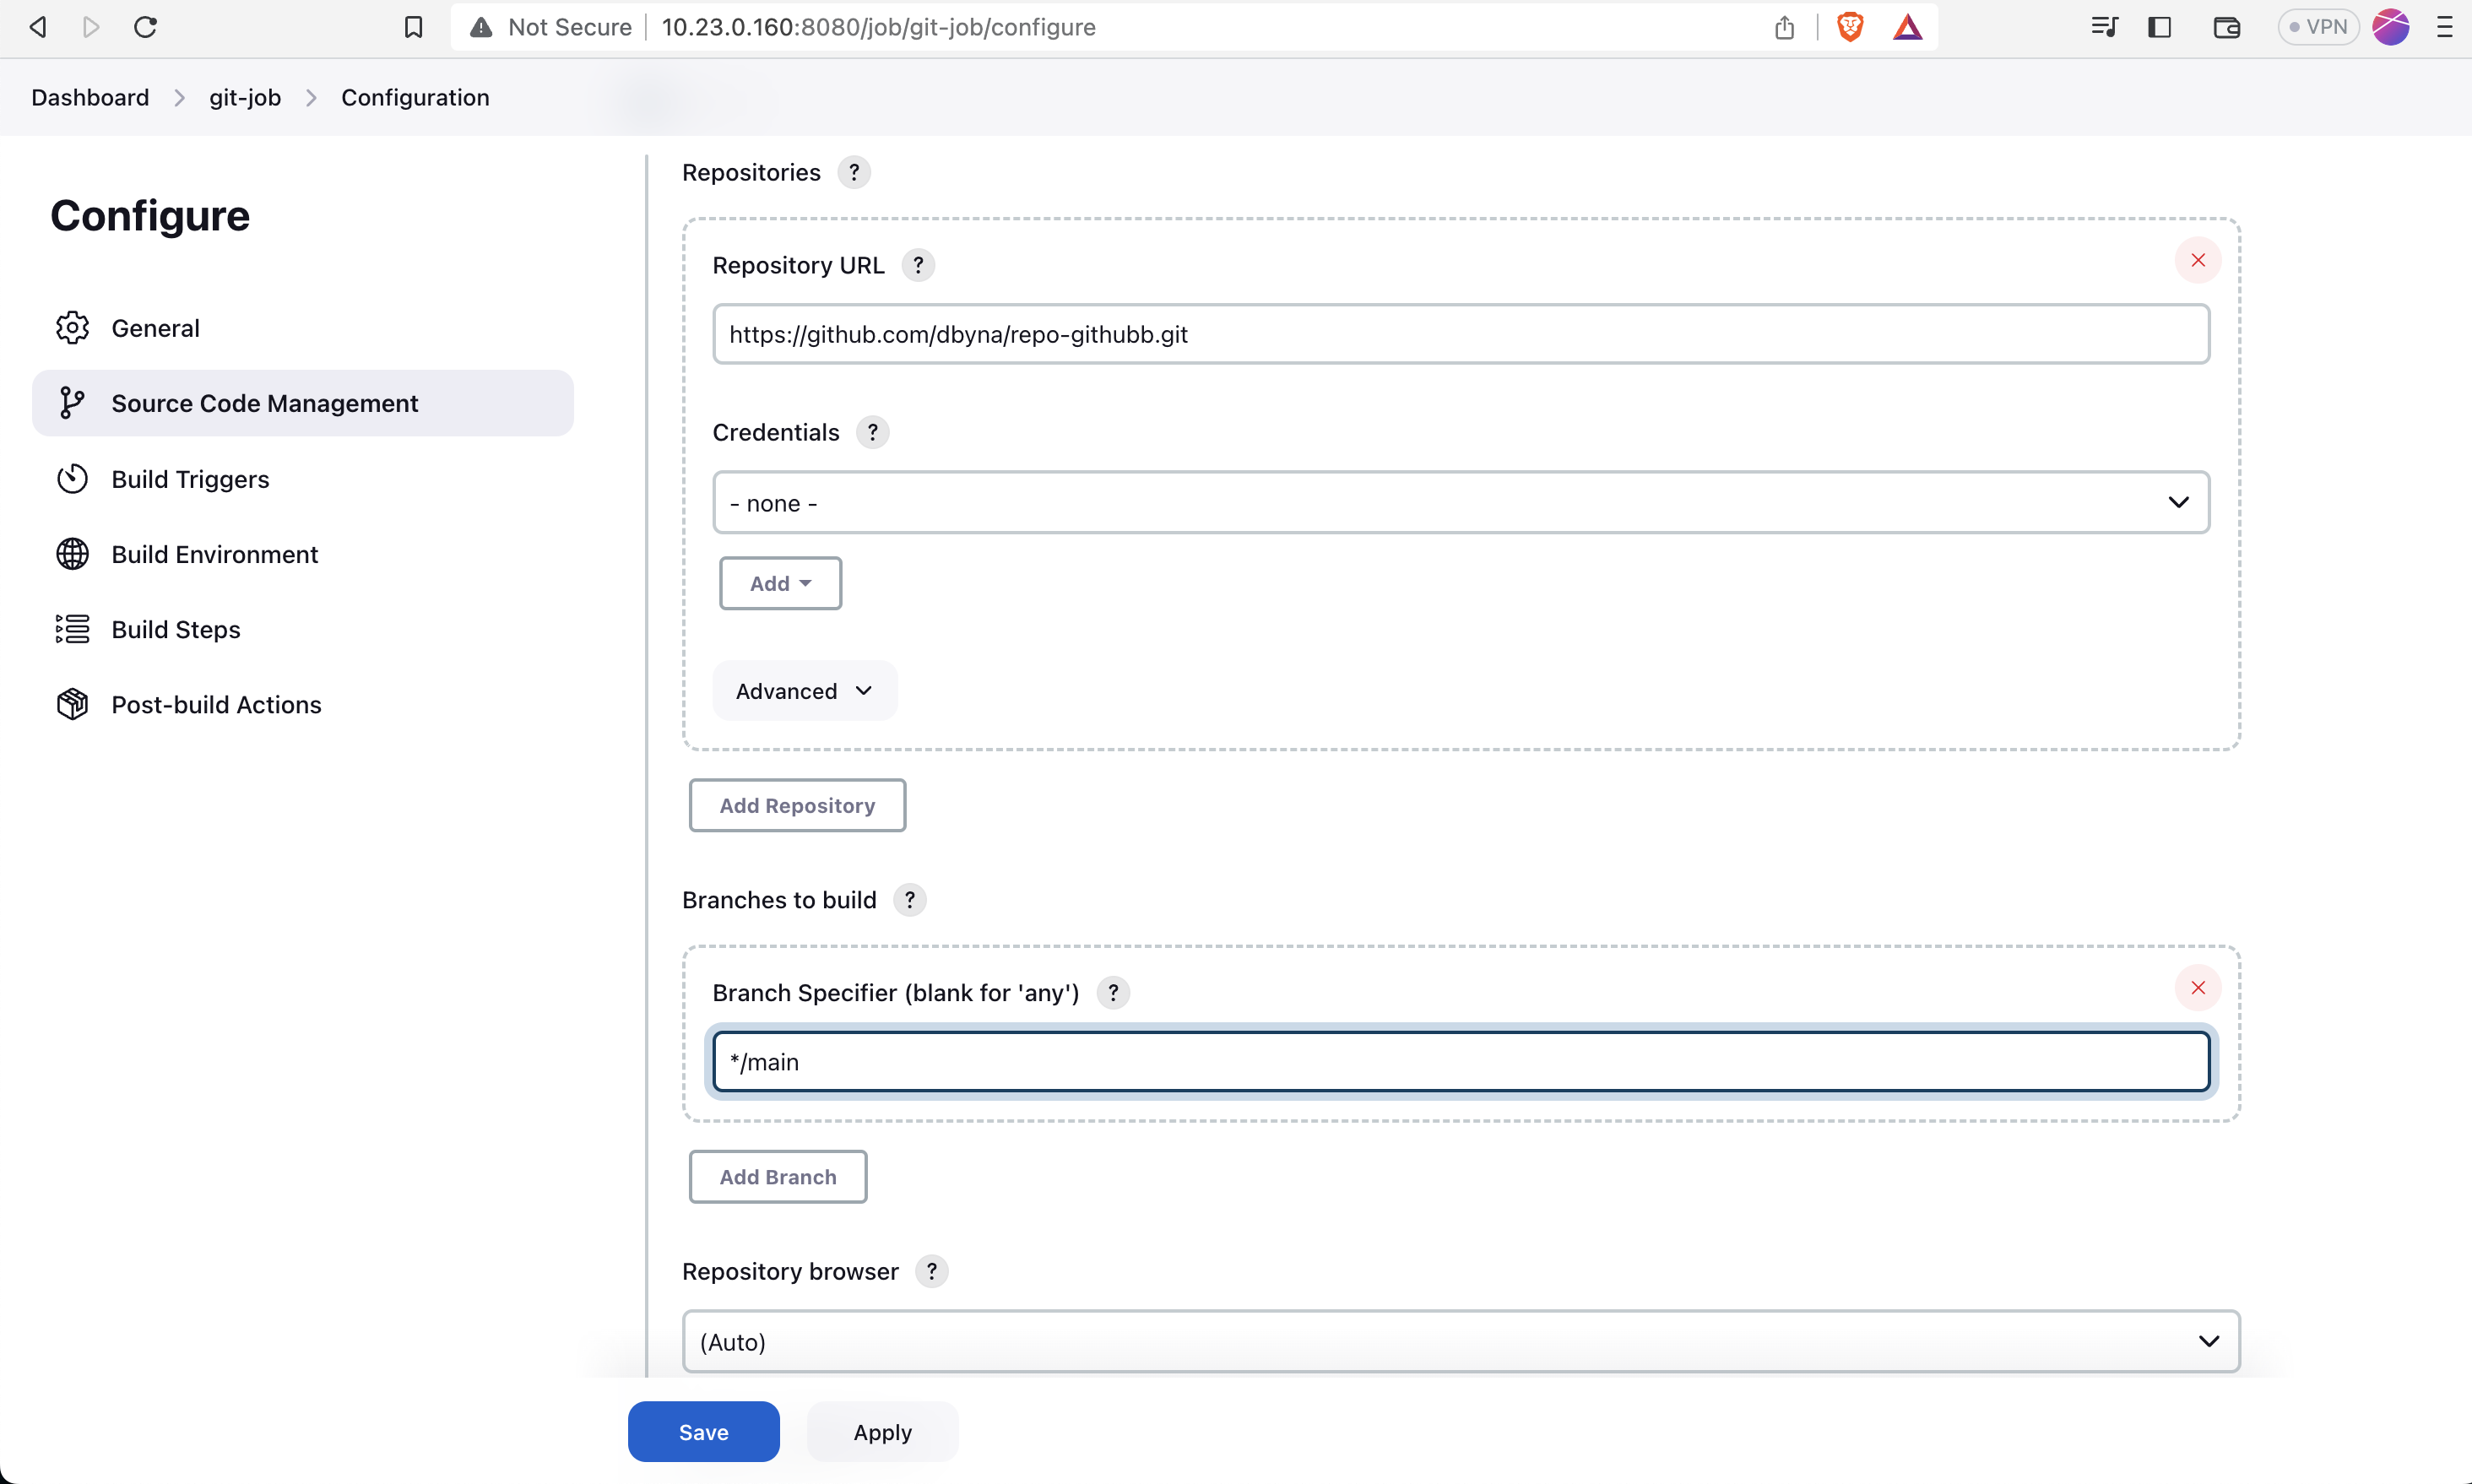 Not Secure 10.23.0.160:8080/job/git-job/configure VPN
Dashboard git-job Configuration
Configure
General
Source Code Management
Build Triggers
Build Environment
Build Steps
Post-build Actions
Repositories ?
Repository URL ?
https://github.com/dbyna/repo-githubb.git
Credentials ?
- none -
Add
Advanced
Add Repository
Branches to build ?
Branch Specifier (blank for 'any') ?
*/main
Add Branch
Repository browser ?
(Auto)
Save Apply